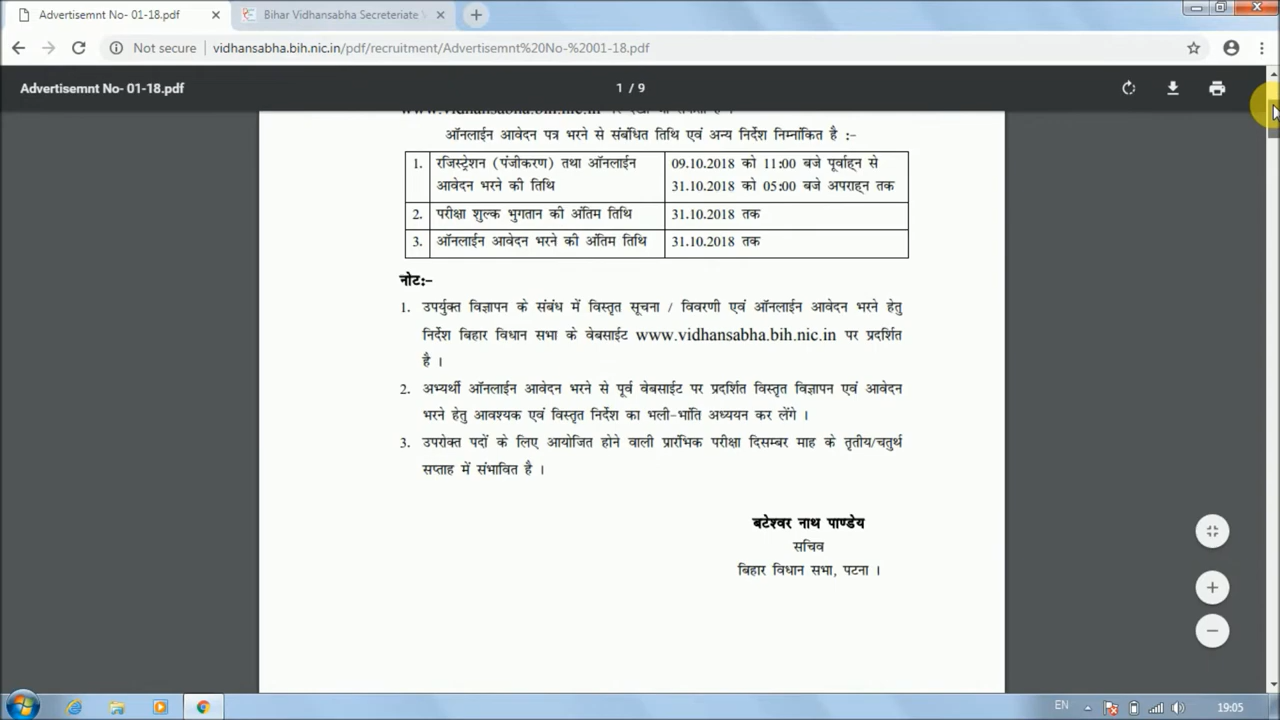 Advertisemnt No- 01-18.pdf
Bihar Vidhansabha Secreteriate
Not secure
vidhansabha.bih.nic.in/pdf/recruitment/Advertisemnt%20No-%2001-18.pdf
Advertisemnt No- 01-18.pdf
1 / 9
ऑनलाईन आवेदन पत्र भरने से संबंधित तिथि एवं अन्य निर्देश निम्नांकित है :-
1. रजिस्ट्रेशन (पंजीकरण) तथा ऑनलाईन 09.10.2018 को 11:00 बजे पूर्वाह्न से
आवेदन भरने की तिथि 31.10.2018 को 05:00 बजे अपराह्न तक
2. परीक्षा शुल्क भुगतान की अंतिम तिथि 31.10.2018 तक
3. ऑनलाईन आवेदन भरने की अंतिम तिथि 31.10.2018 तक
नोट:-
1. उपर्युक्त विज्ञापन के संबंध में विस्तृत सूचना / विवरणी एवं ऑनलाईन आवेदन भरने हेतु
निर्देश बिहार विधान सभा के वेबसाईट www.vidhansabha.bih.nic.in पर प्रदर्शित
है ।
2. अभ्यर्थी ऑनलाईन आवेदन भरने से पूर्व वेबसाईट पर प्रदर्शित विस्तृत विज्ञापन एवं आवेदन
भरने हेतु आवश्यक एवं विस्तृत निर्देश का भली-भांति अध्ययन कर लेंगे ।
3. उपरोक्त पदों के लिए आयोजित होने वाली प्रारंभिक परीक्षा दिसम्बर माह के तृतीय/चतुर्थ
सप्ताह में संभावित है ।
बटेश्वर नाथ पाण्डेय
सचिव
बिहार विधान सभा, पटना ।
EN
19:05